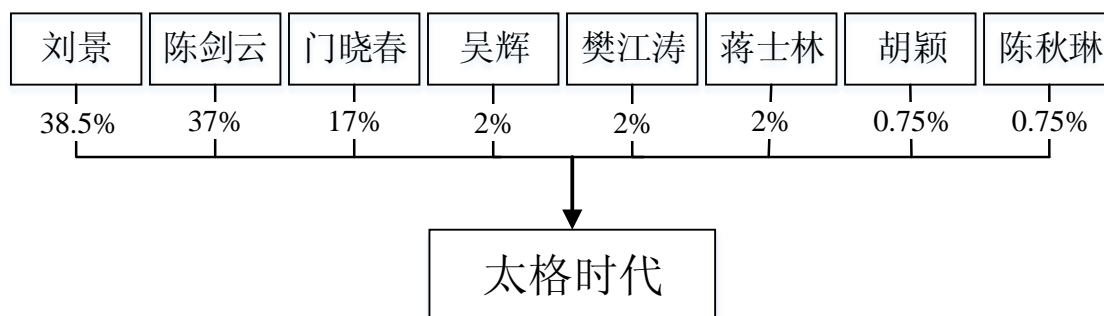 刘景 陈剑云 门晓春 吴辉 樊江涛 蒋士林 胡颖 陈秋琳
38.5% 37% 17% 2% 2% 2% 0.75% 0.75%
太格时代